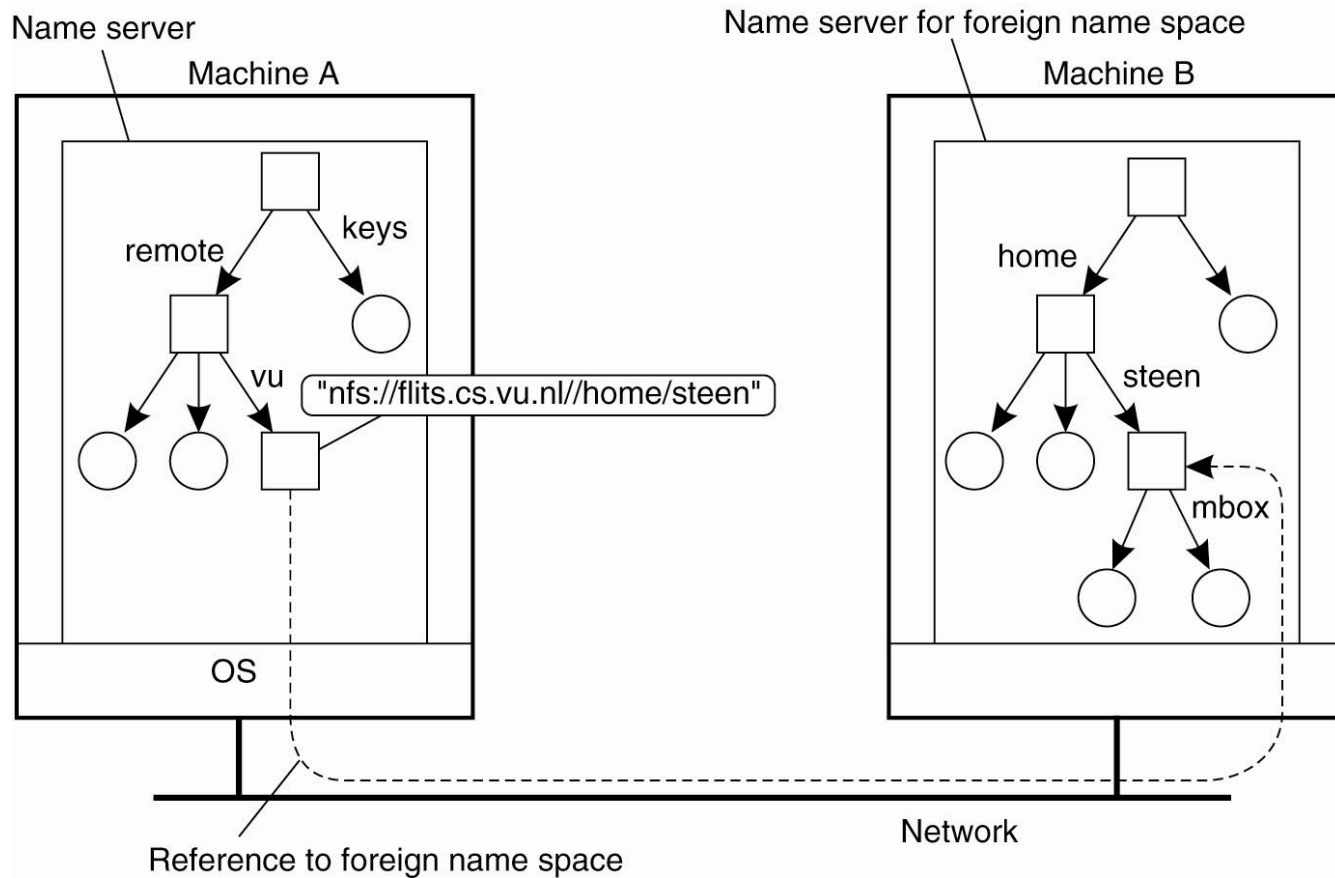 Name server
Name server for foreign name space
Machine A
Machine B
keys
remote
home
vu
steen
"nfs://flits.cs.vu.nl//home/steen"
mbox
OS
Network
Reference to foreign name space